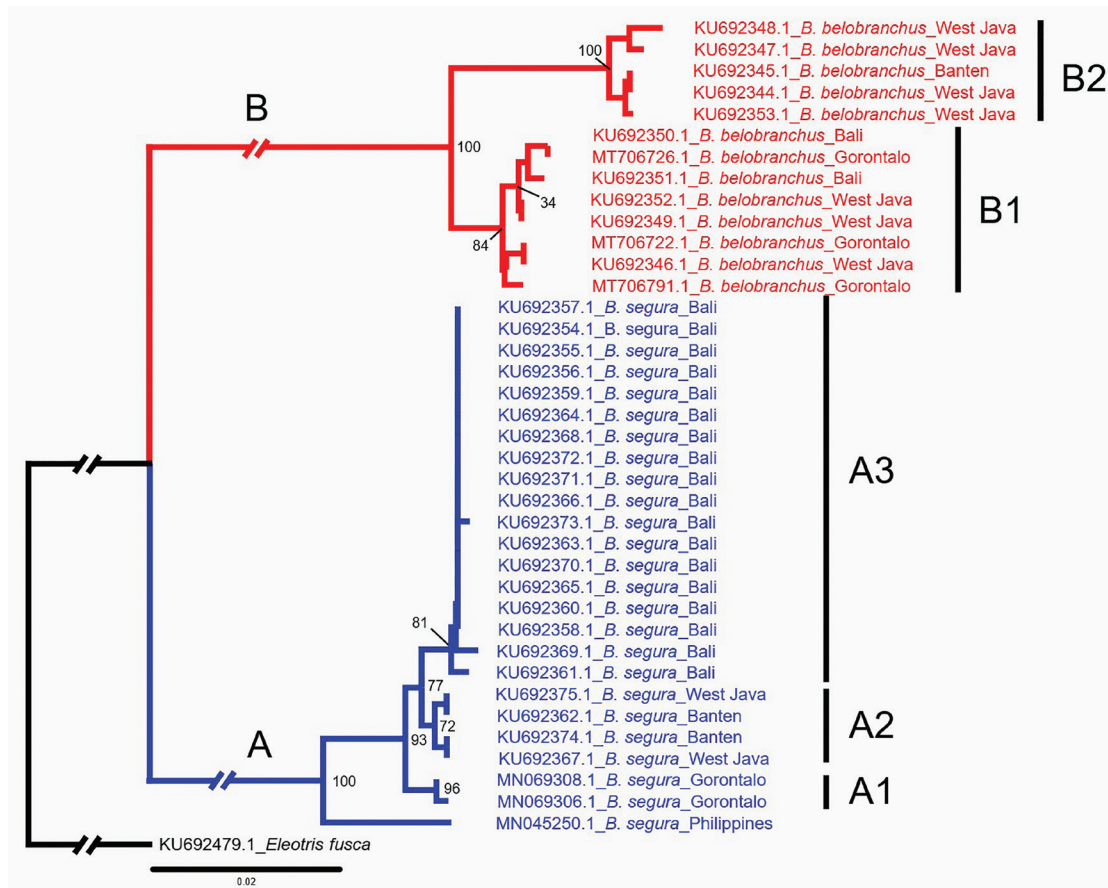 KU692348.1_B. belobranchus_West Java
KU692347.1_B. belobranchus_West Java
100
KU692345.1_B. belobranchus_Banten
B2
KU692344.1_B. belobranchus_West Java
B
KU692353.1_B. belobranchus_West Java
KU692350.1_B. belobranchus_Bali
100
MT706726.1_B. belobranchus_Gorontalo
KU692351.1_B. belobranchus_Bali
34
KU692352.1_B. belobranchus_West Java
B1
KU692349.1_B. belobranchus_West Java
84
MT706722.1_B. belobranchus_Gorontalo
KU692346.1_B. belobranchus_West Java
MT706791.1_B. belobranchus_Gorontalo
KU692357.1_B. segura_Bali
KU692354.1_B. segura_Bali
KU692355.1_B. segura_Bali
KU692356.1_B. segura_Bali
KU692359.1_B. segura_Bali
KU692364.1_B. segura_Bali
KU692368.1_B. segura_Bali
KU692372.1_B. segura_Bali
A3
KU692371.1_B. segura_Bali
KU692366.1_B. segura_Bali
KU692373.1_B. segura_Bali
KU692363.1_B. segura_Bali
KU692370.1_B. segura_Bali
KU692365.1_B. segura_Bali
KU692360.1_B. segura_Bali
81
KU692358.1_B. segura_Bali
KU692369.1_B. segura_Bali
KU692361.1_B. segura_Bali
77
KU692375.1_B. segura_West Java
KU692362.1_B. segura_Banten
72
A2
93
KU692374.1_B. segura_Banten
A
KU692367.1_B. segura_West Java
100
MN069308.1_B. segura_Gorontalo
96
A1
MN069306.1_B. segura_Gorontalo
MN045250.1_B. segura_Philippines
KU692479.1_Eleotris fusca
0.02